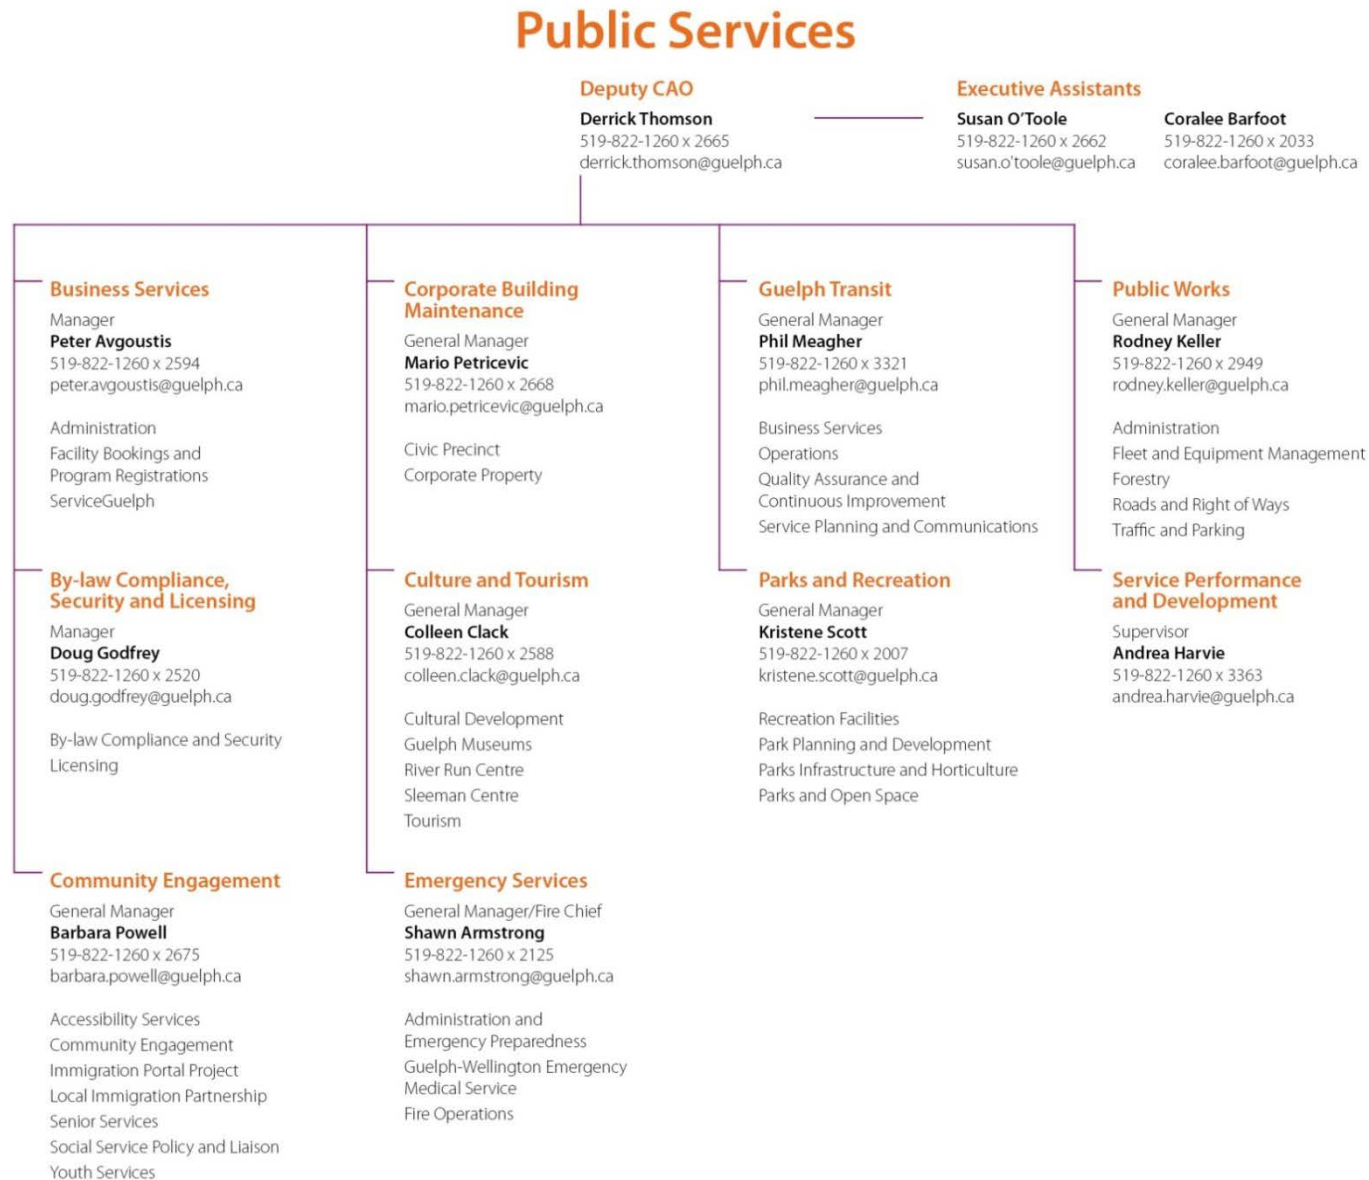 Public Services
Deputy CAO
Derrick Thomson
519-822-1260 x 2665
derrick.thomson@guelph.ca
Executive Assistants
Susan O'Toole
519-822-1260 x 2662
susan.o'toole@guelph.ca
Coralee Barfoot
519-822-1260 x 2033
coralee.barfoot@guelph.ca
Business Services
Manager
Peter Avgoustis
519-822-1260 x 2594
peter.avgoustis@guelph.ca
Administration
Facility Bookings and
Program Registrations
ServiceGuelph
Corporate Building
Maintenance
General Manager
Mario Petricevic
519-822-1260 x 2668
mario.petricevic@guelph.ca
Civic Precinct
Corporate Property
Guelph Transit
General Manager
Phil Meagher
519-822-1260 x 3321
phil.meagher@guelph.ca
Business Services
Operations
Quality Assurance and
Continuous Improvement
Service Planning and Communications
Public Works
General Manager
Rodney Keller
519-822-1260 x 2949
rodney.keller@guelph.ca
Administration
Fleet and Equipment Management
Forestry
Roads and Right of Ways
Traffic and Parking
By-law Compliance,
Security and Licensing
Manager
Doug Godfrey
519-822-1260 x 2520
doug.godfrey@guelph.ca
By-law Compliance and Security
Licensing
Culture and Tourism
General Manager
Colleen Clack
519-822-1260 x 2588
colleen.clack@guelph.ca
Cultural Development
Guelph Museums
River Run Centre
Sleeman Centre
Tourism
Parks and Recreation
General Manager
Kristene Scott
519-822-1260 x 2007
kristene.scott@guelph.ca
Recreation Facilities
Park Planning and Development
Parks Infrastructure and Horticulture
Parks and Open Space
Service Performance
and Development
Supervisor
Andrea Harvie
519-822-1260 x 3363
andrea.harvie@guelph.ca
Community Engagement
General Manager
Barbara Powell
519-822-1260 x 2675
barbara.powell@guelph.ca
Accessibility Services
Community Engagement
Immigration Portal Project
Local Immigration Partnership
Senior Services
Social Service Policy and Liaison
Youth Services
Emergency Services
General Manager/Fire Chief
Shawn Armstrong
519-822-1260 x 2125
shawn.armstrong@guelph.ca
Administration and
Emergency Preparedness
Guelph-Wellington Emergency
Medical Service
Fire Operations